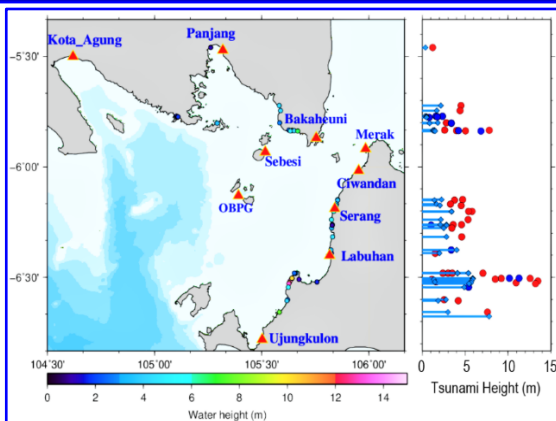 Kota_Agung
Panjang
Bakaheuni
Merak
Sebesi
Ciwandan
OBPG
Serang
Labuhan
Ujungkulon
−5˚30'
−6˚00'
−6˚30'
104˚30'
105˚00'
105˚30'
106˚00'
0 2 4 6 8 10 12 14
Water height (m)
0 5 10 15
Tsunami Height (m)